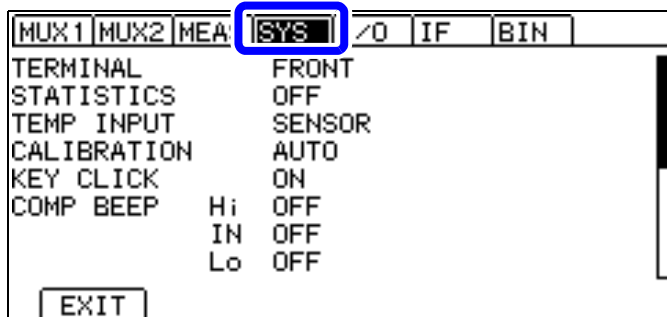 MUX1 MUX2 MEA SYS /O IF BIN
TERMINAL FRONT
STATISTICS OFF
TEMP INPUT SENSOR
CALIBRATION AUTO
KEY CLICK ON
COMP BEEP Hi OFF
IN OFF
Lo OFF
EXIT